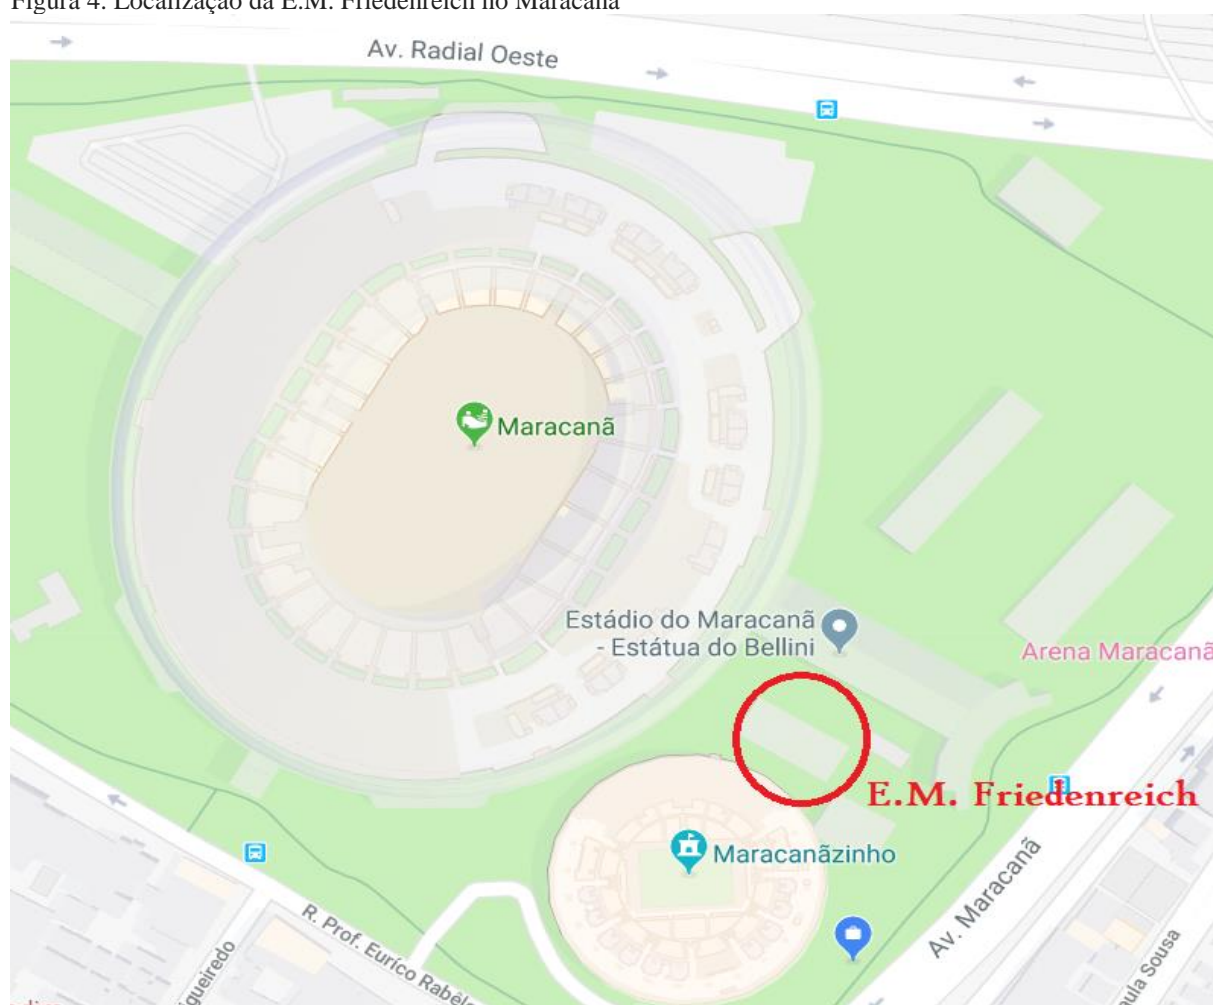 Figura 4: Localização da E.M. Friedenreich no Maracanã
Av. Radial Oeste
Maracanã
Estádio do Maracanã
- Estátua do Bellini
Arena Maracanã
E.M. Friedenreich
Maracanãzinho
Av. Maracanã
R. Prof. Eurico Rabêlo